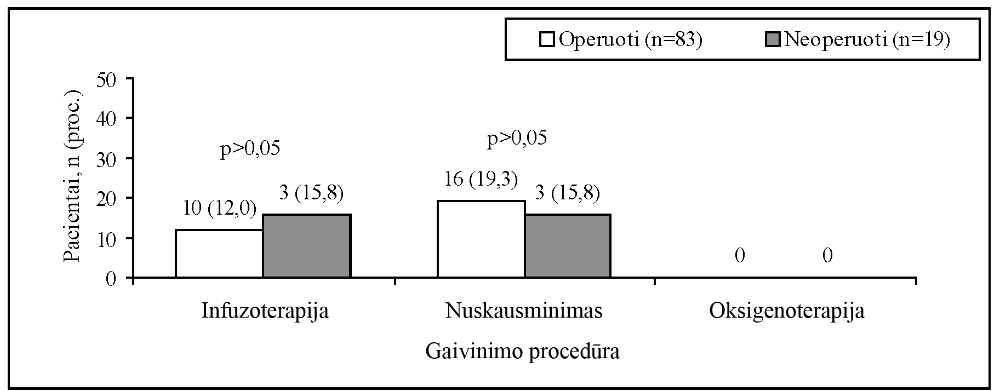 Operuoti (n=83) Neoperuoti (n=19)
Pacientai, n (proc.)
50
40
30
20
10
0
p>0,05
p>0,05
10 (12,0)
3 (15,8)
16 (19,3)
3 (15,8)
0
0
Infuzoterapija Nuskausminimas Oksigenoterapija
Gaivinimo procedūra